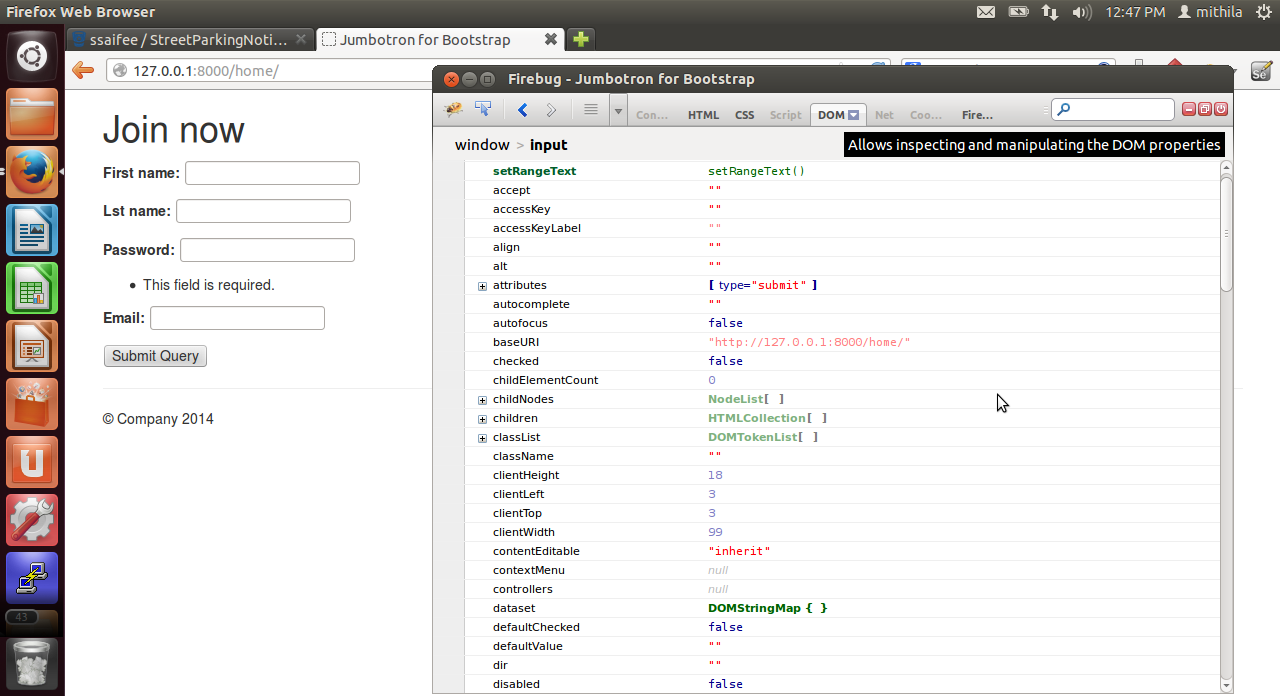 Firefox Web Browser
12:47 PM mithila
ssaifee / StreetParkingNoti...
Jumbotron for Bootstrap
127.0.0.1:8000/home/
Se
Join now
First name:
Lst name:
Password:
• This field is required.
Email:
Submit Query
© Company 2014
43
Firebug - Jumbotron for Bootstrap
Con... HTML CSS Script DOM Net Coo... Fire...
window > input
Allows inspecting and manipulating the DOM properties
setRangeText setRangeText()
accept ""
accessKey ""
accessKeyLabel ""
align ""
alt ""
attributes [ type="submit" ]
autocomplete ""
autofocus false
baseURI "http://127.0.0.1:8000/home/"
checked false
childElementCount 0
childNodes NodeList[ ]
children HTMLCollection[ ]
classList DOMTokenList[ ]
className ""
clientHeight 18
clientLeft 3
clientTop 3
clientWidth 99
contentEditable "inherit"
contextMenu null
controllers null
dataset DOMStringMap { }
defaultChecked false
defaultValue ""
dir ""
disabled false